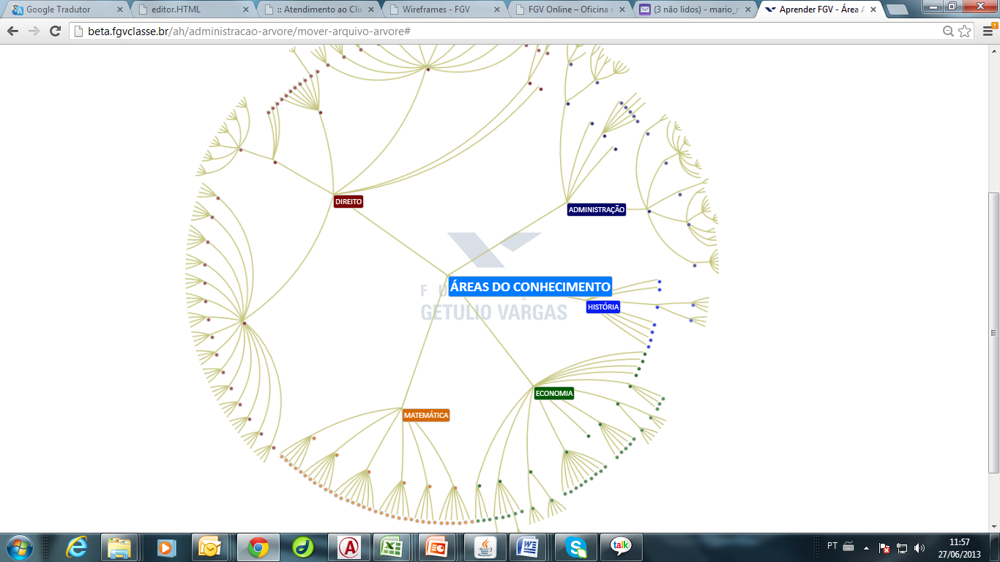 Google Tradutor
editor.HTML
:: Atendimento ao Clie
Wireframes - FGV
FGV Online – Oficina d
(3 não lidos) - mario_r
Aprender FGV - Área A
beta.fgvclasse.br/ah/administracao-arvore/mover-arquivo-arvore#
DIREITO
ADMINISTRAÇÃO
ÁREAS DO CONHECIMENTO
GETULIO VARGAS
HISTÓRIA
ECONOMIA
MATEMÁTICA
talk
PT
11:57
27/06/2013